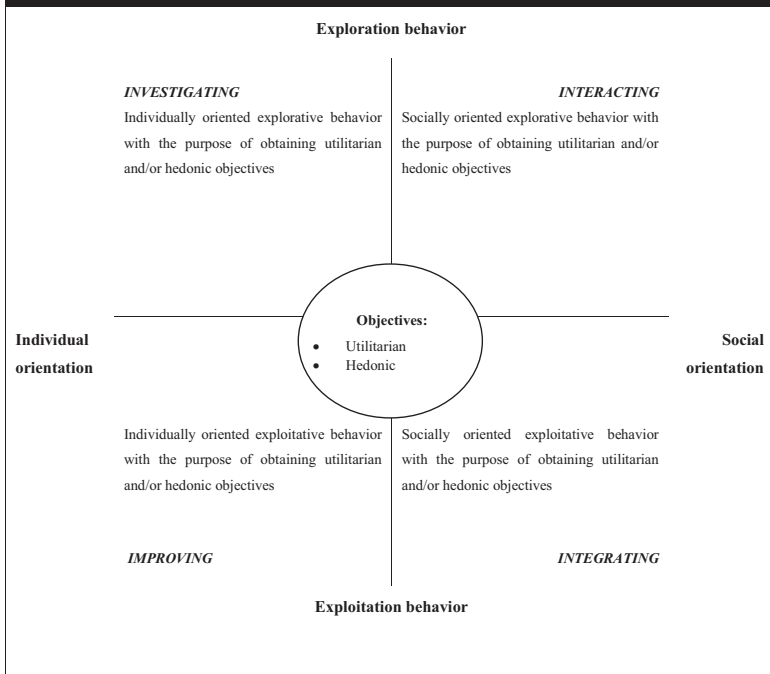 Exploration behavior
INVESTIGATING
Individually oriented explorative behavior
with the purpose of obtaining utilitarian
and/or hedonic objectives
INTERACTING
Socially oriented explorative behavior with
the purpose of obtaining utilitarian and/or
hedonic objectives
Individual
orientation
Objectives:
• Utilitarian
• Hedonic
Social
orientation
Individually oriented exploitative behavior
with the purpose of obtaining utilitarian
and/or hedonic objectives
IMPROVING
Socially oriented exploitative behavior
with the purpose of obtaining utilitarian
and/or hedonic objectives
INTEGRATING
Exploitation behavior